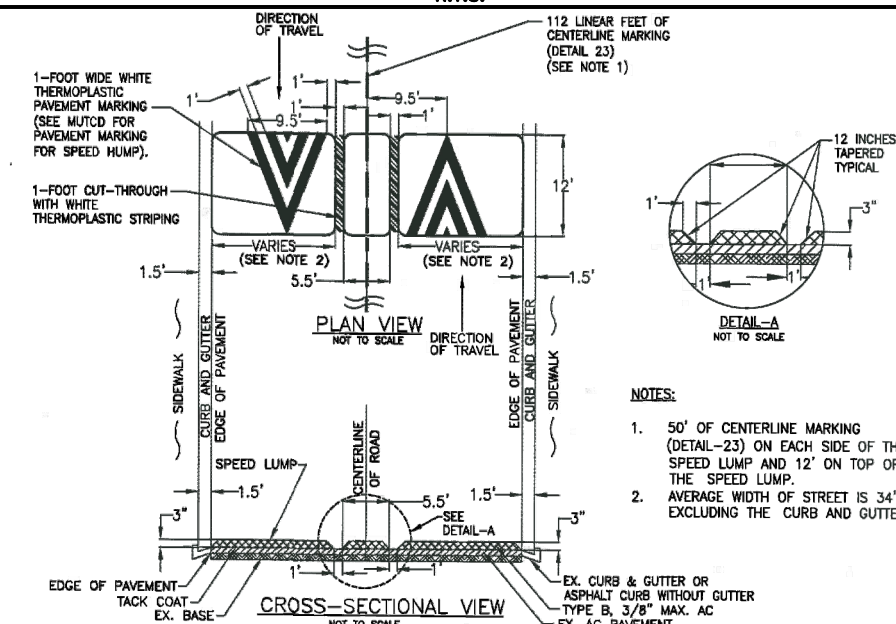 DIRECTION
OF TRAVEL
112 LINEAR FEET OF
CENTERLINE MARKING
(DETAIL 23)
(SEE NOTE 1)
1-FOOT WIDE WHITE
THERMOPLASTIC
PAVEMENT MARKING
(SEE MUTCD FOR
PAVEMENT MARKING
FOR SPEED HUMP).
1'
9.5'
1'
1'
9.5'
1'
12'
1-FOOT CUT-THROUGH
WITH WHITE
THERMOPLASTIC STRIPING
VARIES
(SEE NOTE 2)
VARIES
(SEE NOTE 2)
1.5'
5.5'
1.5'
PLAN VIEW
NOT TO SCALE
DIRECTION
OF TRAVEL
12 INCHES
TAPERED
TYPICAL
1'
3"
1'
1'
DETAIL-A
NOT TO SCALE
SIDEWALK
CURB AND GUTTER
EDGE OF PAVEMENT
EDGE OF PAVEMENT
CURB AND GUTTER
SIDEWALK
NOTES:
1. 50' OF CENTERLINE MARKING
(DETAIL-23) ON EACH SIDE OF TH
SPEED LUMP AND 12' ON TOP OF
THE SPEED LUMP.
2. AVERAGE WIDTH OF STREET IS 34'
EXCLUDING THE CURB AND GUTTE
SPEED LUMP
CENTERLINE
OF ROAD
1.5'
5.5'
1.5'
SEE
DETAIL-A
3"
3"
1'
1'
EDGE OF PAVEMENT
TACK COAT
EX. BASE
CROSS-SECTIONAL VIEW
NOT TO SCALE
EX. CURB & GUTTER OR
ASPHALT CURB WITHOUT GUTTER
TYPE B, 3/8" MAX. AC
EX. AC PAVEMENT